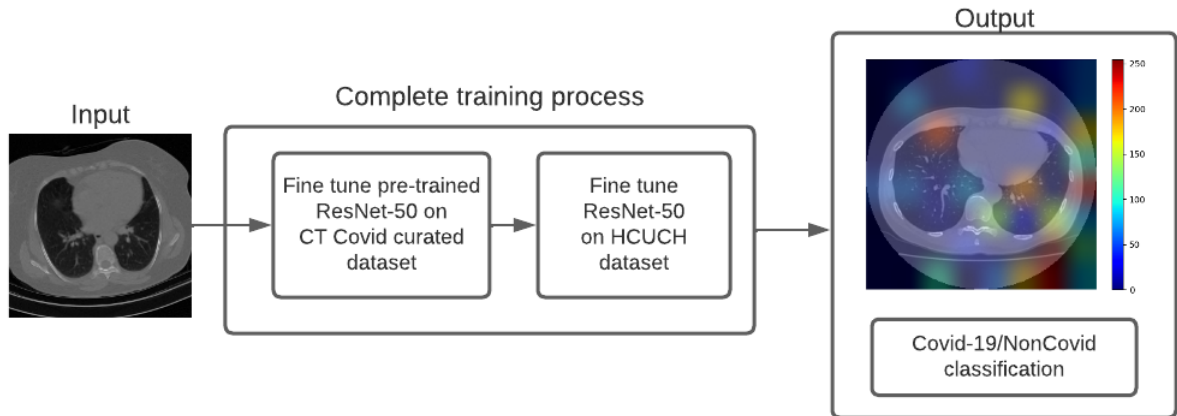 Input
Complete training process
Fine tune pre-trained
ResNet-50 on
CT Covid curated
dataset
Fine tune
ResNet-50
on HCUCH
dataset
Output
250
200
150
100
50
0
Covid-19/NonCovid
classification